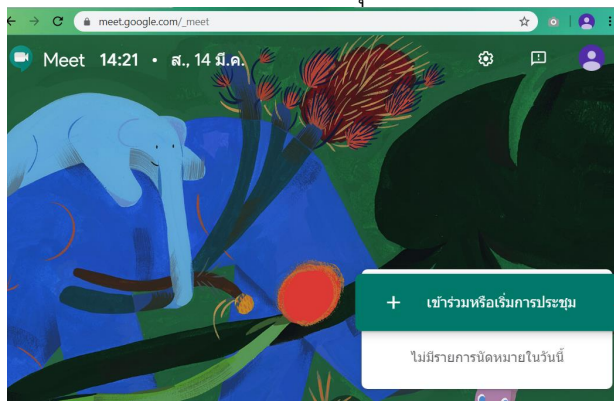 meet.google.com/_meet
Meet 14:21 • ส., 14 มี.ค.
+ เข้าร่วมหรือเริ่มการประชุม
ไม่มีรายการนัดหมายในวันนี้